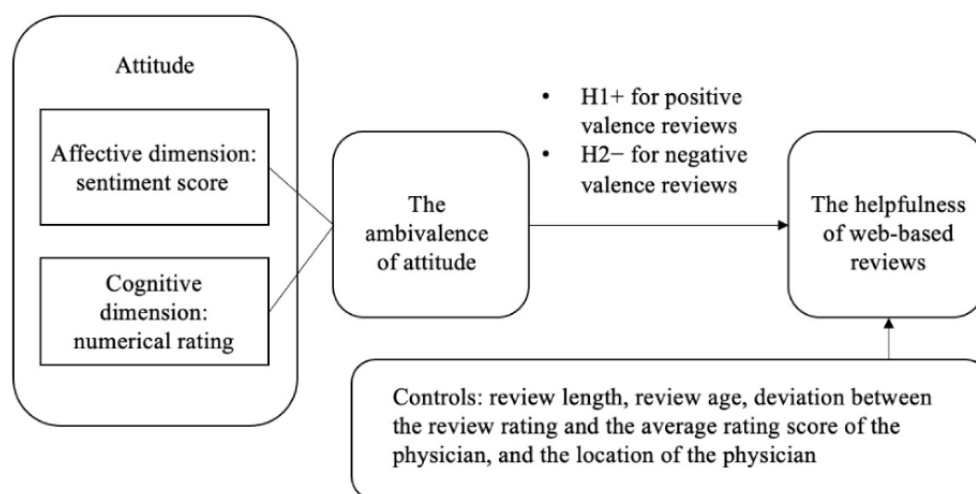 Attitude
Affective dimension:
sentiment score
Cognitive
dimension:
numerical rating
The
ambivalence
of attitude
• H1+ for positive
valence reviews
• H2− for negative
valence reviews
The helpfulness
of web-based
reviews
Controls: review length, review age, deviation between
the review rating and the average rating score of the
physician, and the location of the physician